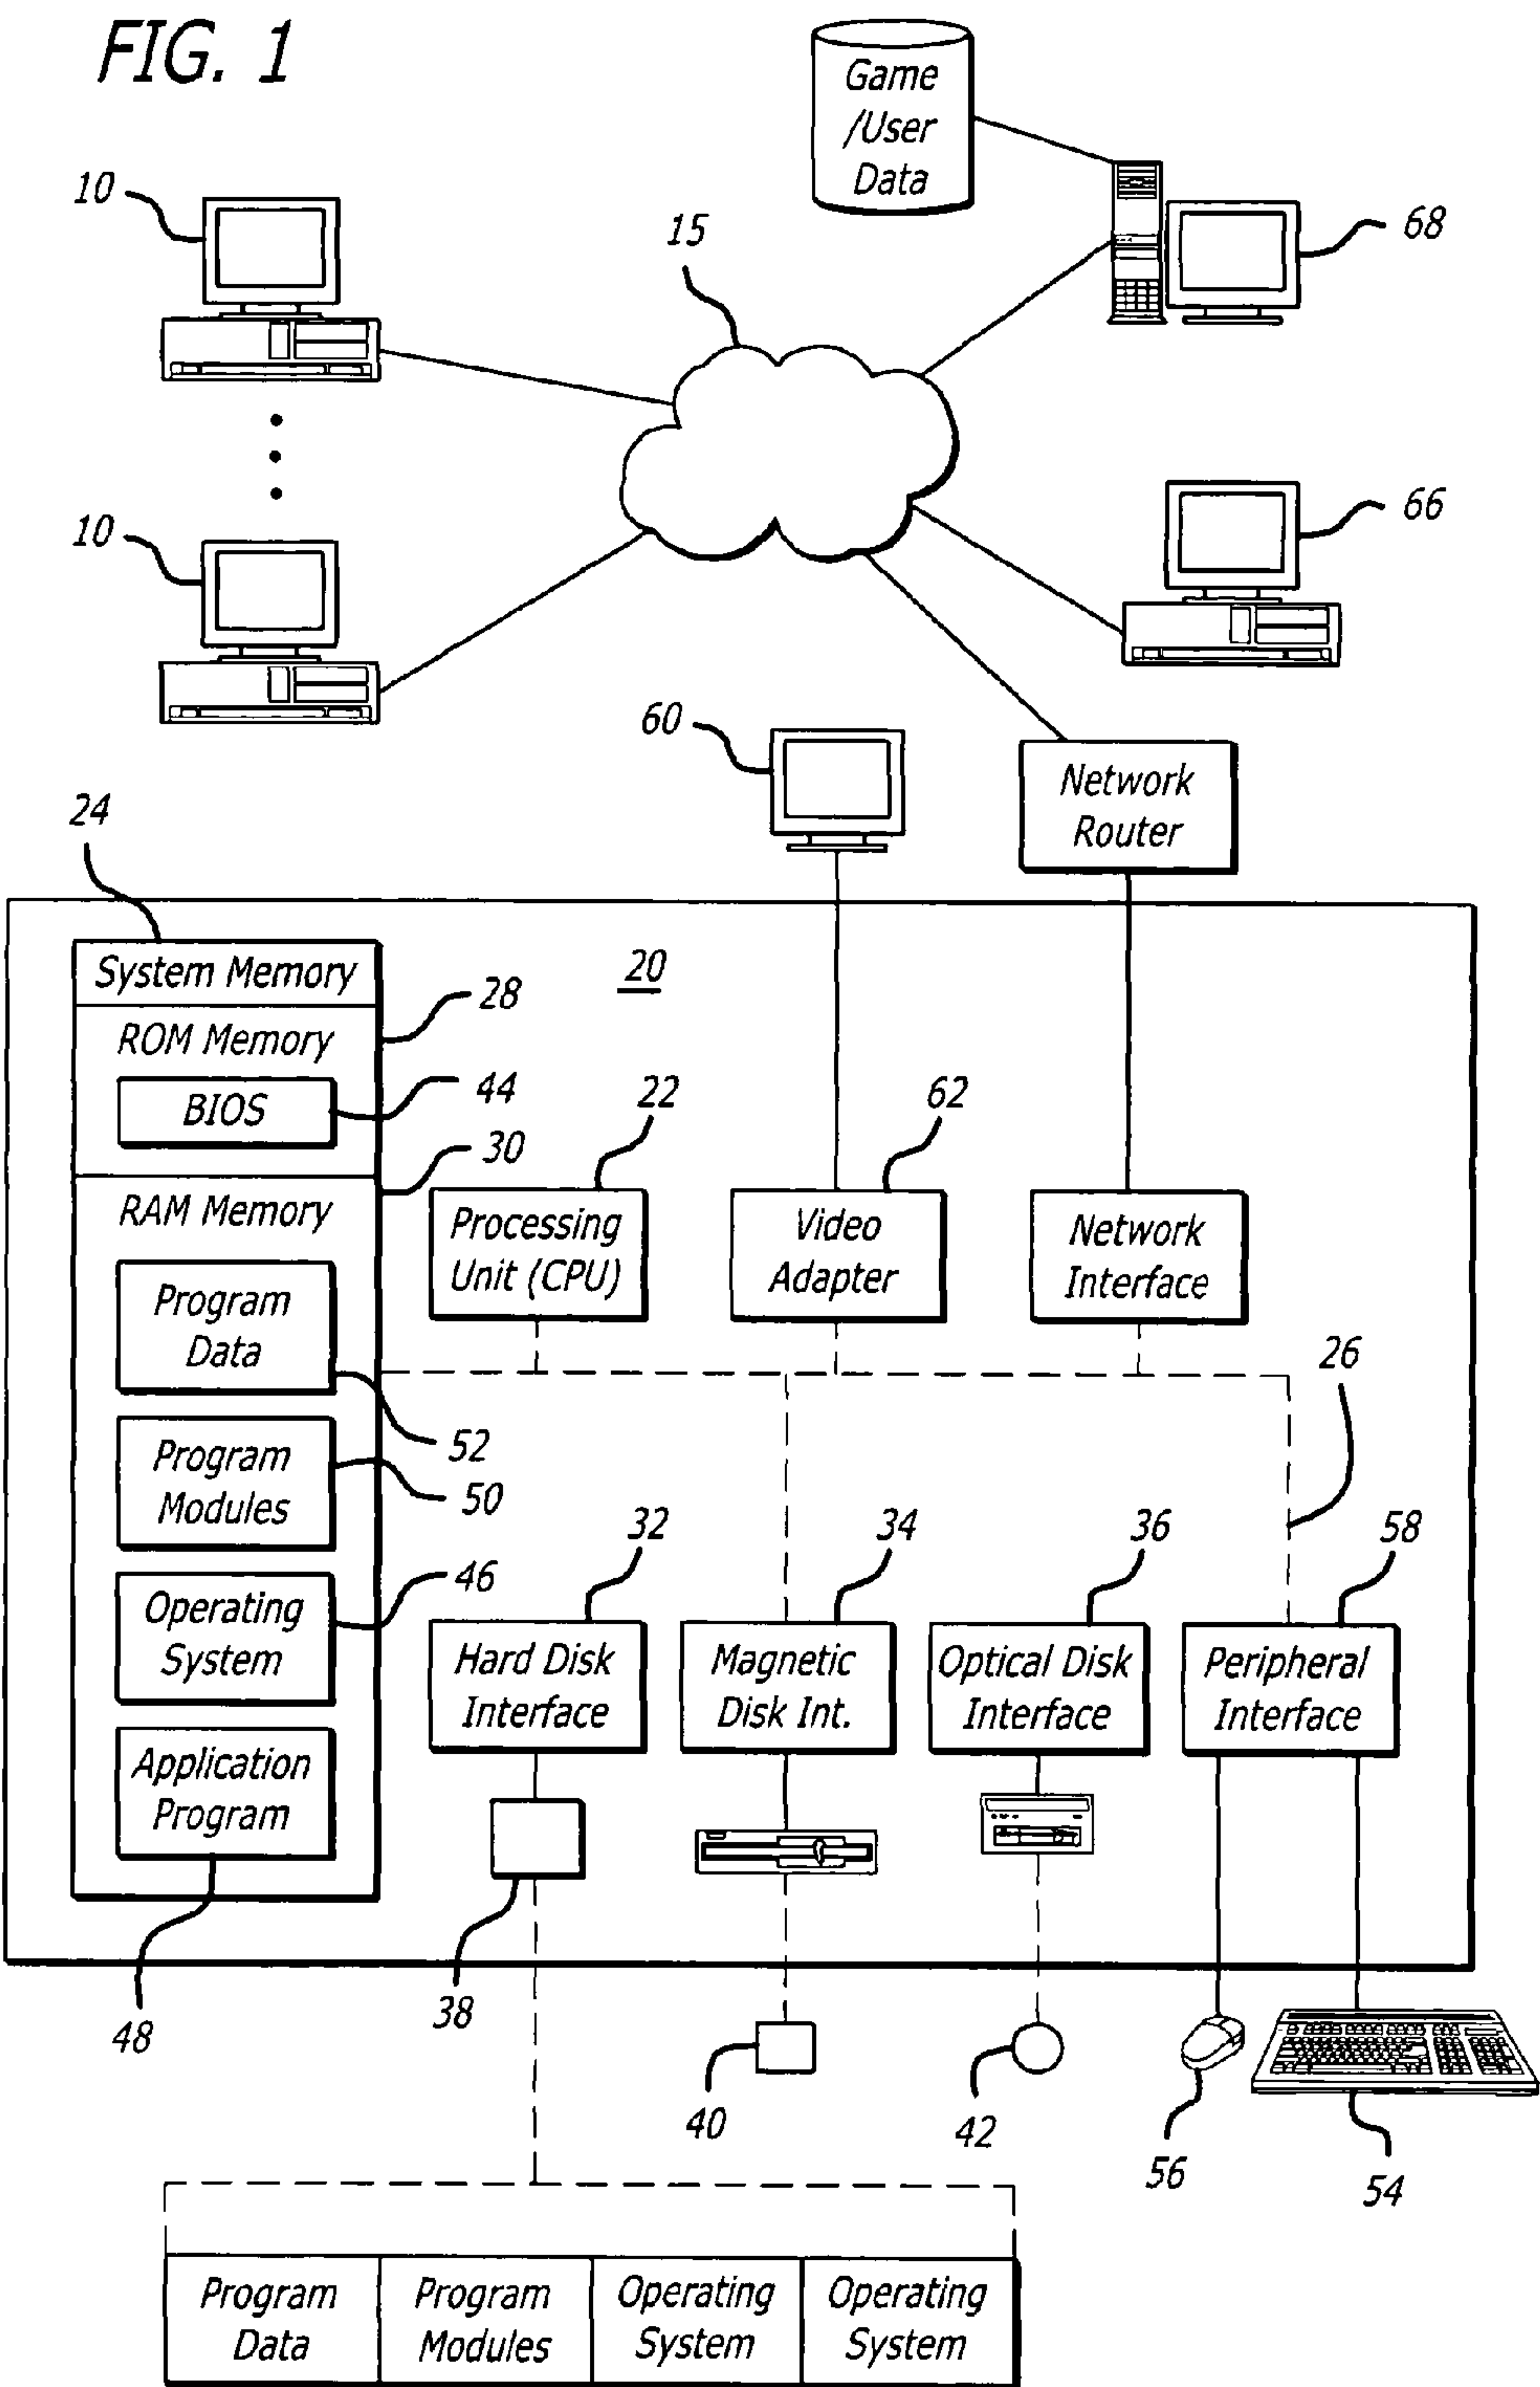 FIG. 1
Game
/User
Data
10
15
68
10
66
60
Network
Router
24
System Memory
20
28
ROM Memory
BIOS
44
22
62
30
RAM Memory
Processing
Unit (CPU)
Video
Adapter
Network
Interface
Program
Data
26
52
Program
Modules
50
32
34
36
58
46
Operating
System
Hard Disk
Interface
Magnetic
Disk Int.
Optical Disk
Interface
Peripheral
Interface
Application
Program
48
38
40
42
56
54
Program
Data
Program
Modules
Operating
System
Operating
System